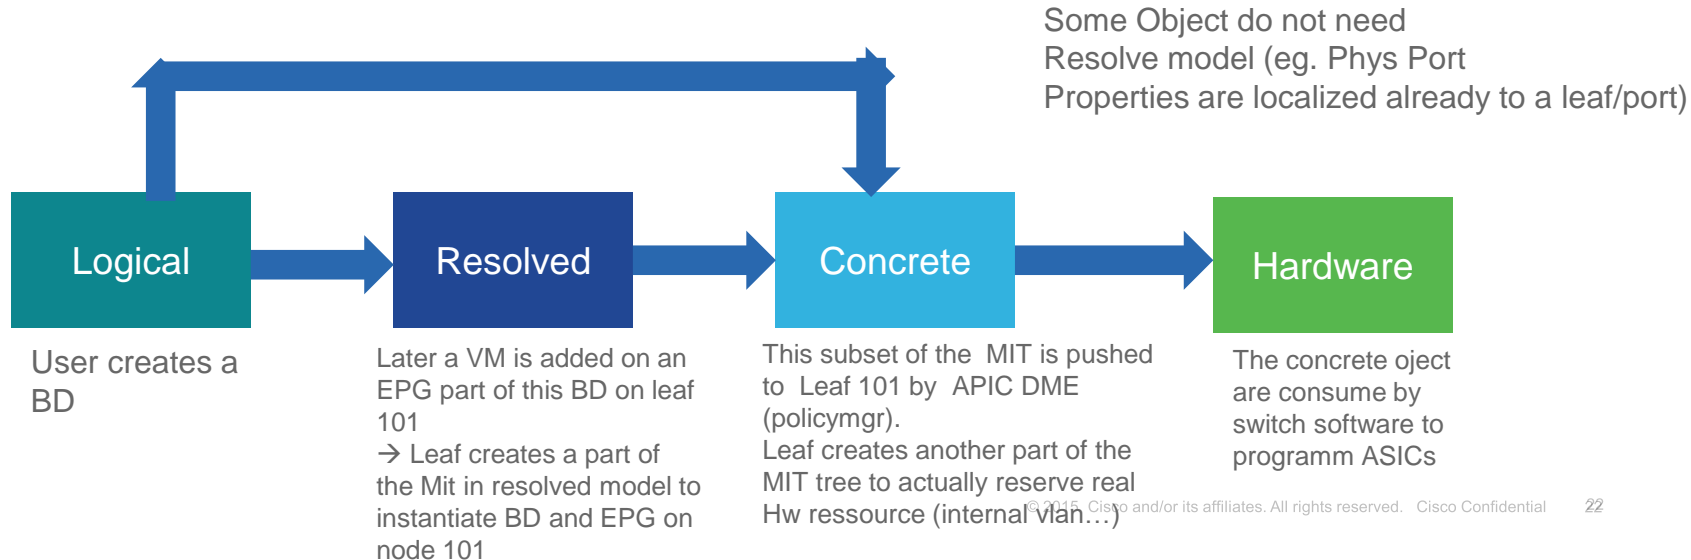 Some Object do not need
Resolve model (eg. Phys Port
Properties are localized already to a leaf/port)
Logical
Resolved
Concrete
Hardware
User creates a
BD
Later a VM is added on an
EPG part of this BD on leaf
101
→ Leaf creates a part of
the Mit in resolved model to
instantiate BD and EPG on
node 101
This subset of the MIT is pushed
to Leaf 101 by APIC DME
(policymgr).
Leaf creates another part of the
MIT tree to actually reserve real
Hw ressource (internal vlan…)
The concrete oject
are consume by
switch software to
programm ASICs
© 2015 Cisco and/or its affiliates. All rights reserved. Cisco Confidential 22